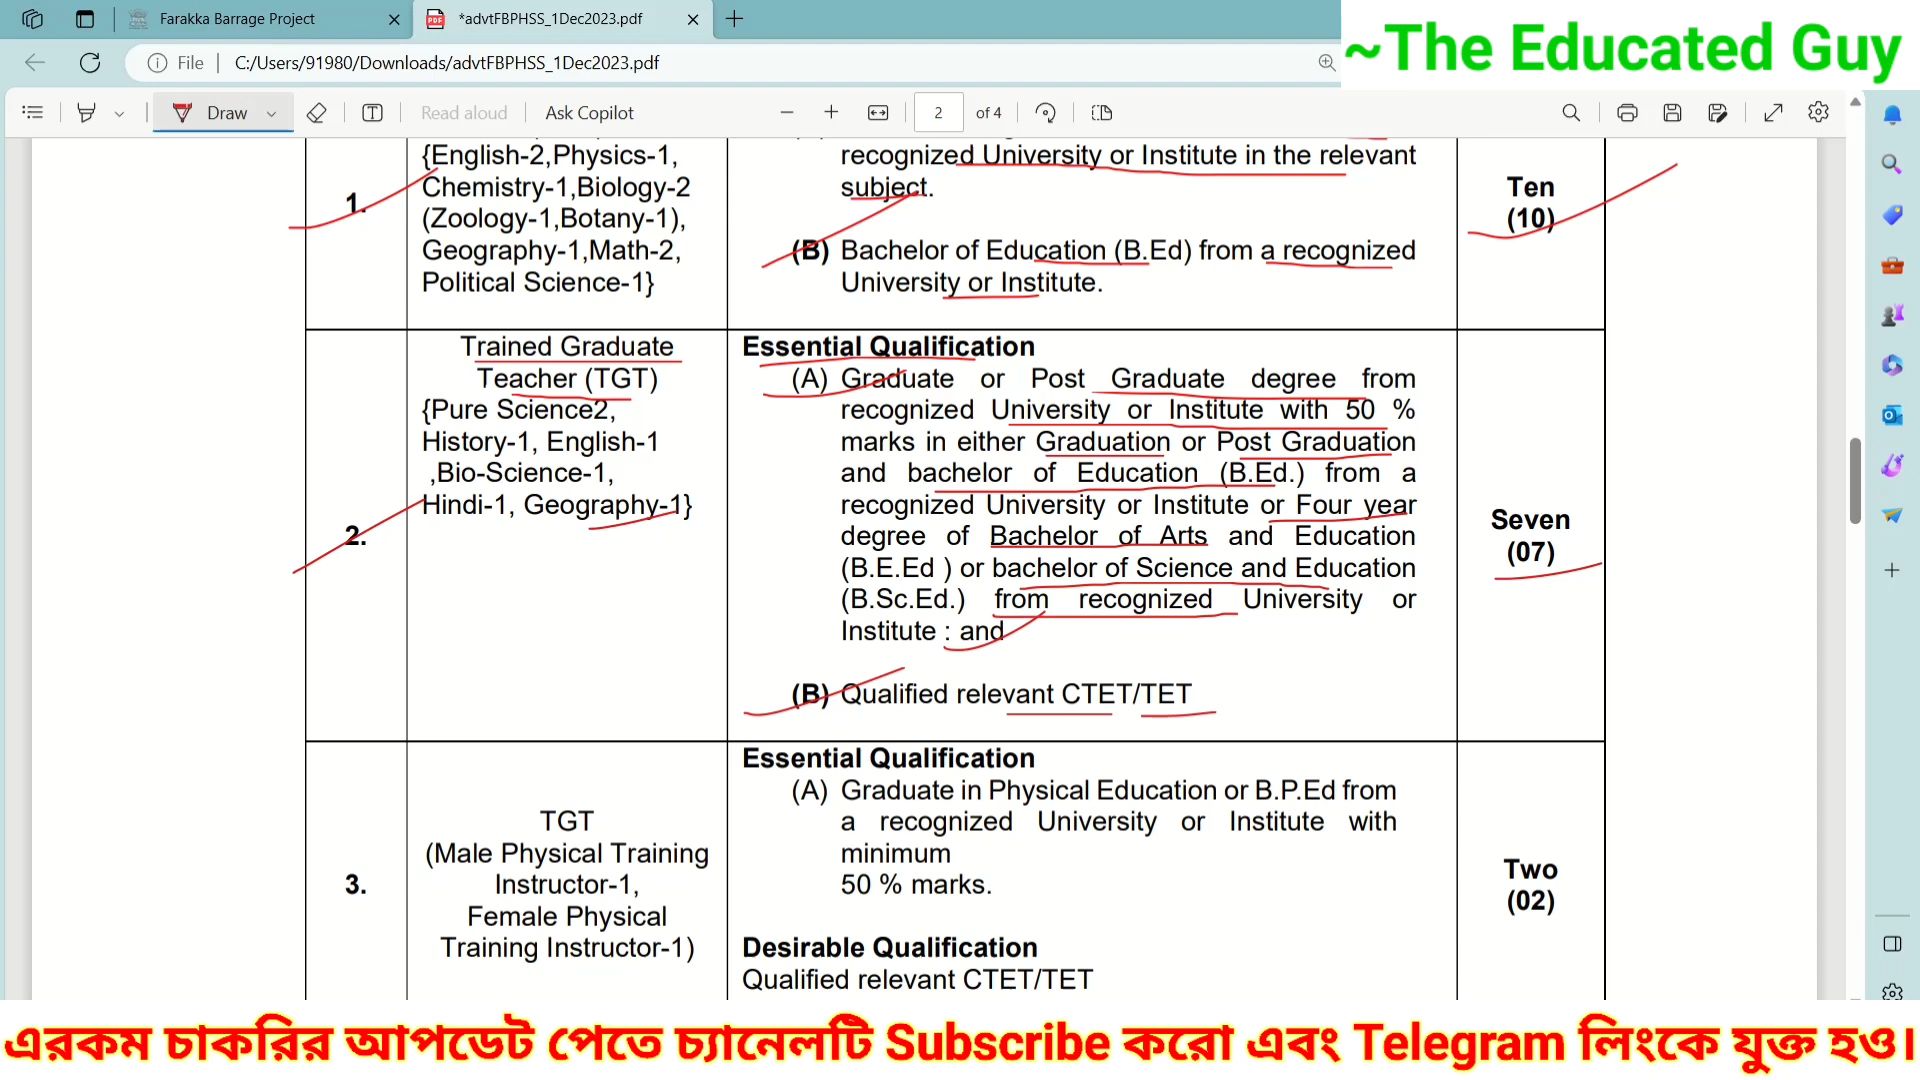 Farakka Barrage Project
*advtFBPHSS_1Dec2023.pdf
~The Educated Guy
File
C:/Users/91980/Downloads/advtFBPHSS_1Dec2023.pdf
Draw
Read aloud
Ask Copilot
2 of 4
1.
{English-2,Physics-1,
Chemistry-1,Biology-2
(Zoology-1,Botany-1),
Geography-1,Math-2,
Political Science-1}
recognized University or Institute in the relevant
subject.
(B) Bachelor of Education (B.Ed) from a recognized
University or Institute.
Ten
(10)
2.
Trained Graduate
Teacher (TGT)
{Pure Science2,
History-1, English-1
,Bio-Science-1,
Hindi-1, Geography-1}
Essential Qualification
(A) Graduate or Post Graduate degree from
recognized University or Institute with 50 %
marks in either Graduation or Post Graduation
and bachelor of Education (B.Ed.) from a
recognized University or Institute or Four year
degree of Bachelor of Arts and Education
(B.E.Ed ) or bachelor of Science and Education
(B.Sc.Ed.) from recognized University or
Institute : and
(B) Qualified relevant CTET/TET
Seven
(07)
3.
TGT
(Male Physical Training
Instructor-1,
Female Physical
Training Instructor-1)
Essential Qualification
(A) Graduate in Physical Education or B.P.Ed from
a recognized University or Institute with
minimum
50 % marks.
Desirable Qualification
Qualified relevant CTET/TET
Two
(02)
এরকম চাকরির আপডেট পেতে চ্যানেলটি Subscribe করো এবং Telegram লিংকে যুক্ত হও।